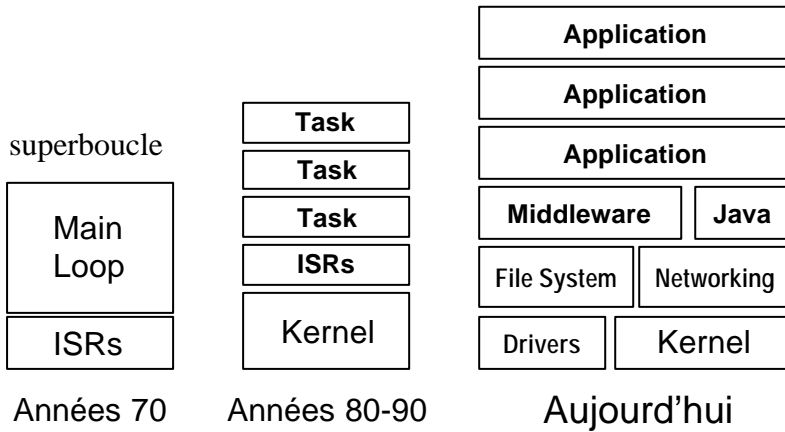 superboucle
Main
Loop
ISRs
Années 70
Task
Task
Task
ISRs
Kernel
Années 80-90
Application
Application
Application
Middleware
Java
File System
Networking
Drivers
Kernel
Aujourd'hui